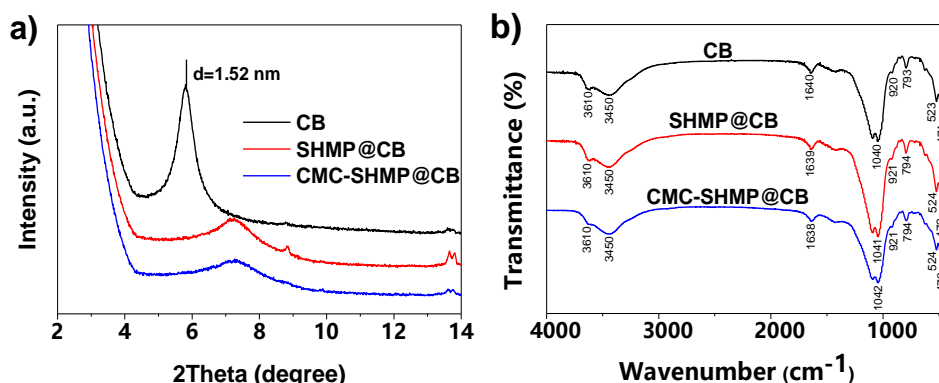 a)
Intensity (a.u.)
d=1.52 nm
CB
SHMP@CB
CMC-SHMP@CB
2 4 6 8 10 12 14
2Theta (degree)
b)
Transmittance (%)
CB
3610
3450
1640
1040
920
793
523
SHMP@CB
3610
3450
1639
1041
921
794
524
CMC-SHMP@CB
3610
3450
1638
1042
921
794
524
4000 3000 2000 1000
Wavenumber (cm⁻¹)